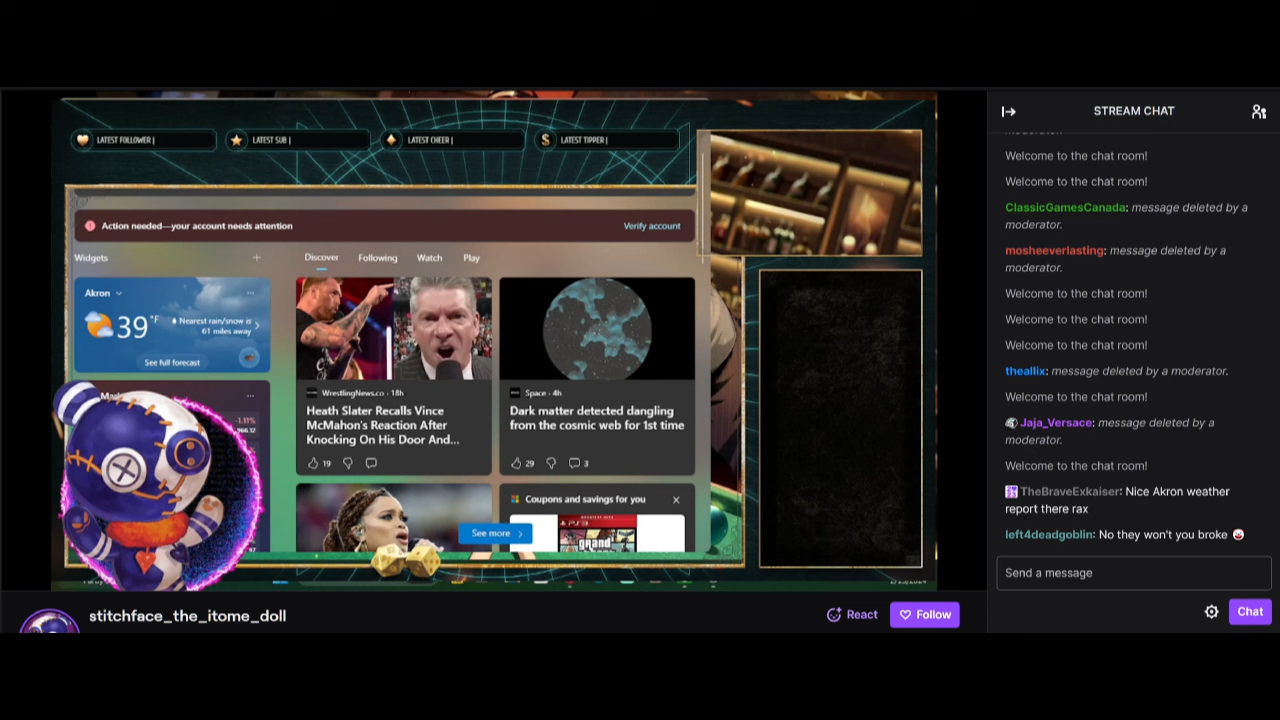 LATEST FOLLOWER |
LATEST SUB |
LATEST CHEER |
LATEST TIPPER |
Action needed—your account needs attention
Verify account
Widgets
Discover
Following
Watch
Play
Akron
39
°F
Nearest rain/snow is
61 miles away
See full forecast
-1.11%
WrestlingNews.co · 18h
Heath Slater Recalls Vince
McMahon's Reaction After
Knocking On His Door And...
19
Space · 4h
Dark matter detected dangling
from the cosmic web for 1st time
29
3
See more
Coupons and savings for you
PS3
grand
stitchface_the_itome_doll
React
Follow
STREAM CHAT
moderator.
Welcome to the chat room!
Welcome to the chat room!
ClassicGamesCanada: message deleted by a
moderator.
mosheeverlasting: message deleted by a
moderator.
Welcome to the chat room!
Welcome to the chat room!
Welcome to the chat room!
theallix: message deleted by a moderator.
Welcome to the chat room!
Jaja_Versace: message deleted by a
moderator.
Welcome to the chat room!
TheBraveExkaiser: Nice Akron weather
report there rax
left4deadgoblin: No they won't you broke
Send a message
Chat